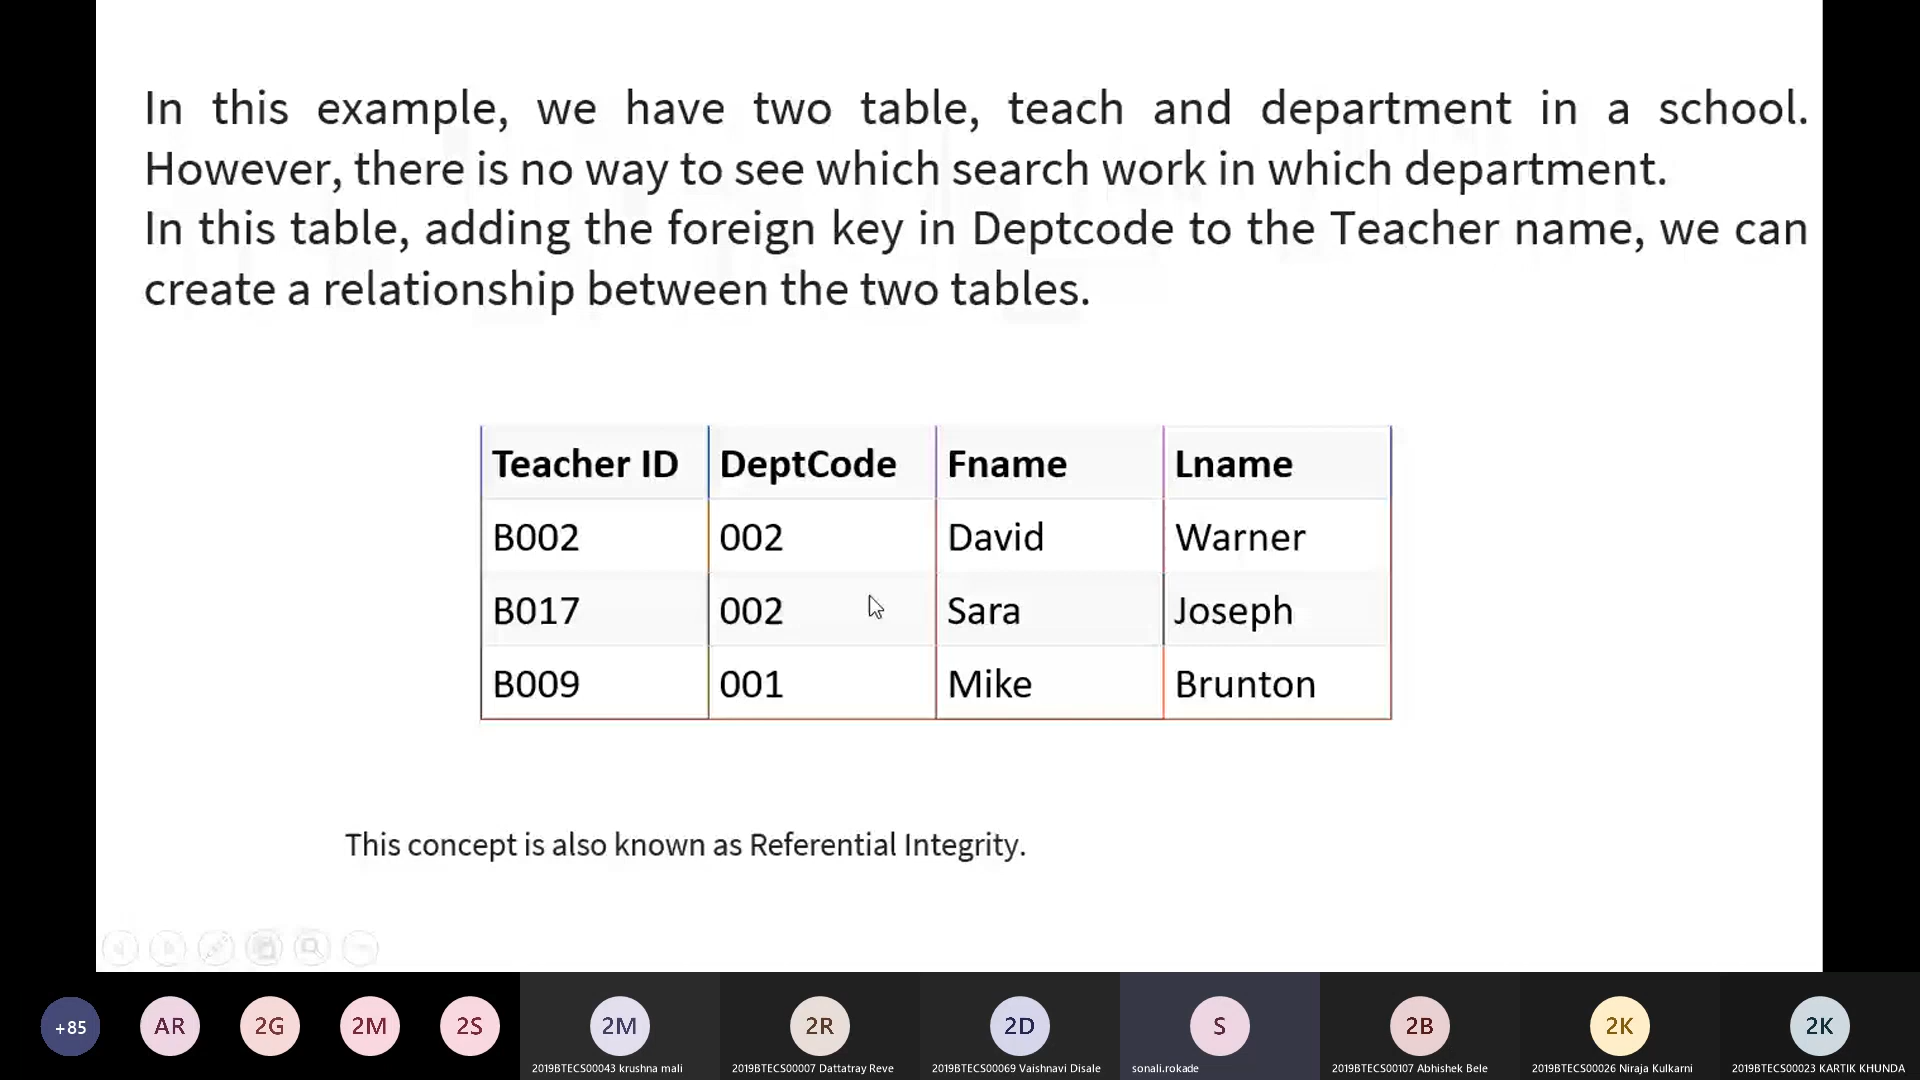 In this example, we have two table, teach and department in a school.
However, there is no way to see which search work in which department.
In this table, adding the foreign key in Deptcode to the Teacher name, we can
create a relationship between the two tables.
Teacher ID DeptCode Fname Lname
B002 002 David Warner
B017 002 Sara Joseph
B009 001 Mike Brunton
This concept is also known as Referential Integrity.
+85 AR 2G 2M 2S 2M 2R 2D S 2B 2K 2K
2019BTECS00043 krushna mali 2019BTECS00007 Dattatray Reve 2019BTECS00069 Vaishnavi Disale sonali.rokade 2019BTECS00107 Abhishek Bele 2019BTECS00026 Niraja Kulkarni 2019BTECS00023 KARTIK KHUNDA